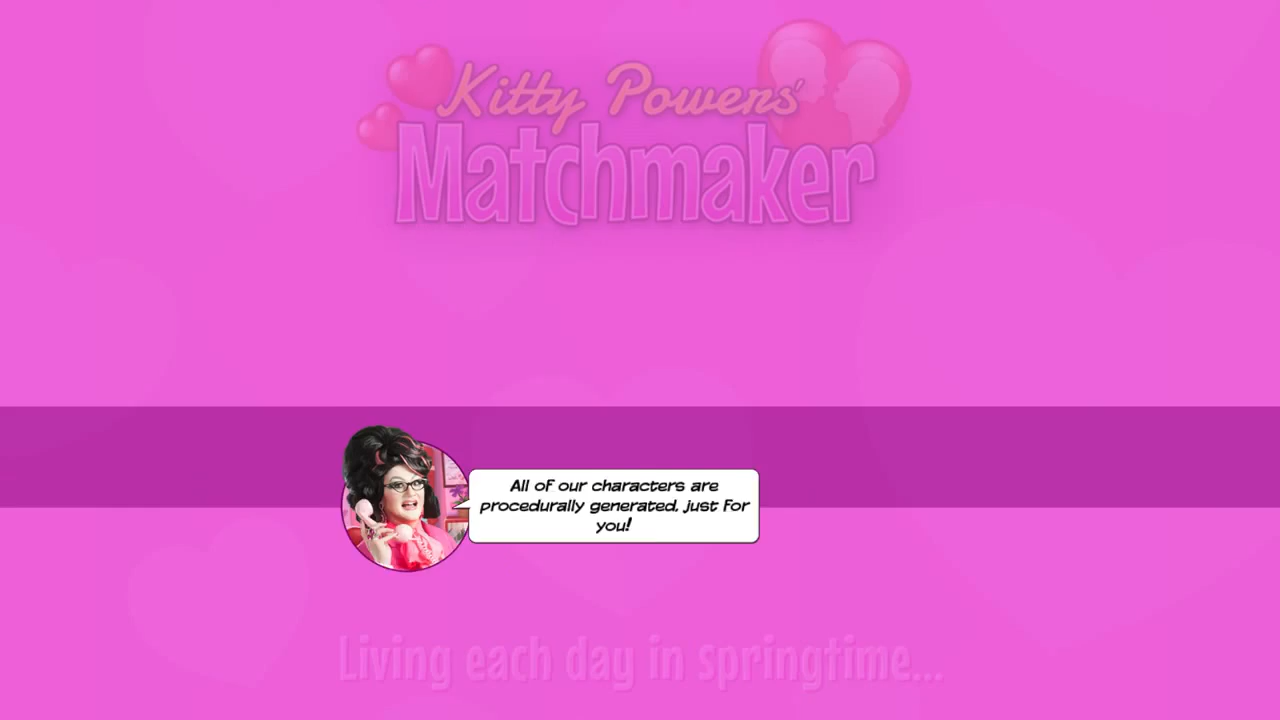 Kitty Powers'
Matchmaker
All of our characters are
procedurally generated, just for
you!
Living each day in springtime...